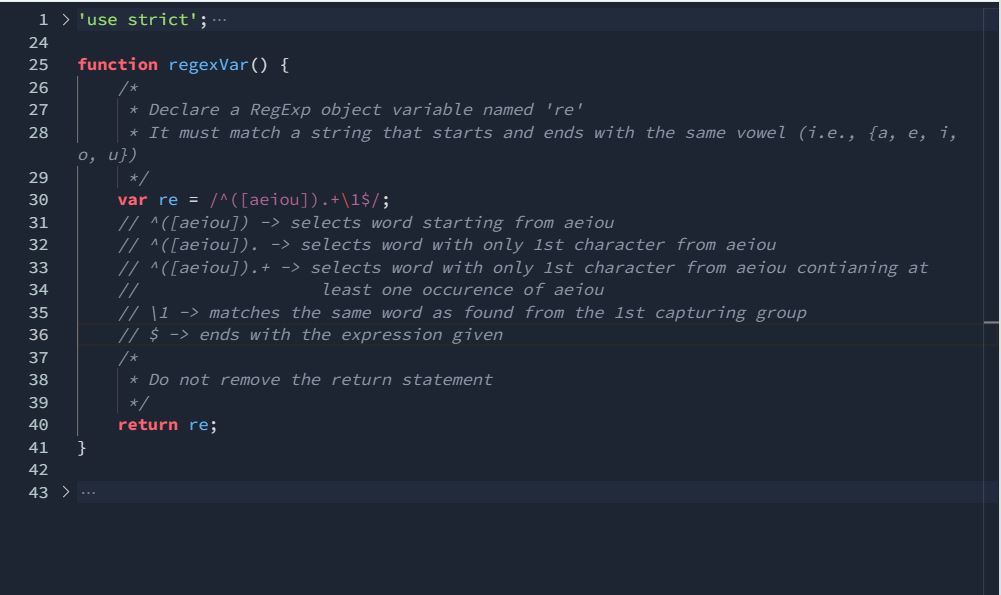 1 > 'use strict'; ...
24
25 function regexVar() {
26 /*
27 * Declare a RegExp object variable named 're'
28 * It must match a string that starts and ends with the same vowel (i.e., {a, e, i,
o, u})
29 */
30 var re = /^([aeiou]).+\1$/;
31 // ^([aeiou]) -> selects word starting from aeiou
32 // ^([aeiou]). -> selects word with only 1st character from aeiou
33 // ^([aeiou]).+ -> selects word with only 1st character from aeiou contianing at
34 // least one occurence of aeiou
35 // \1 -> matches the same word as found from the 1st capturing group
36 // $ -> ends with the expression given
37 /*
38 * Do not remove the return statement
39 */
40 return re;
41 }
42
43 > ...